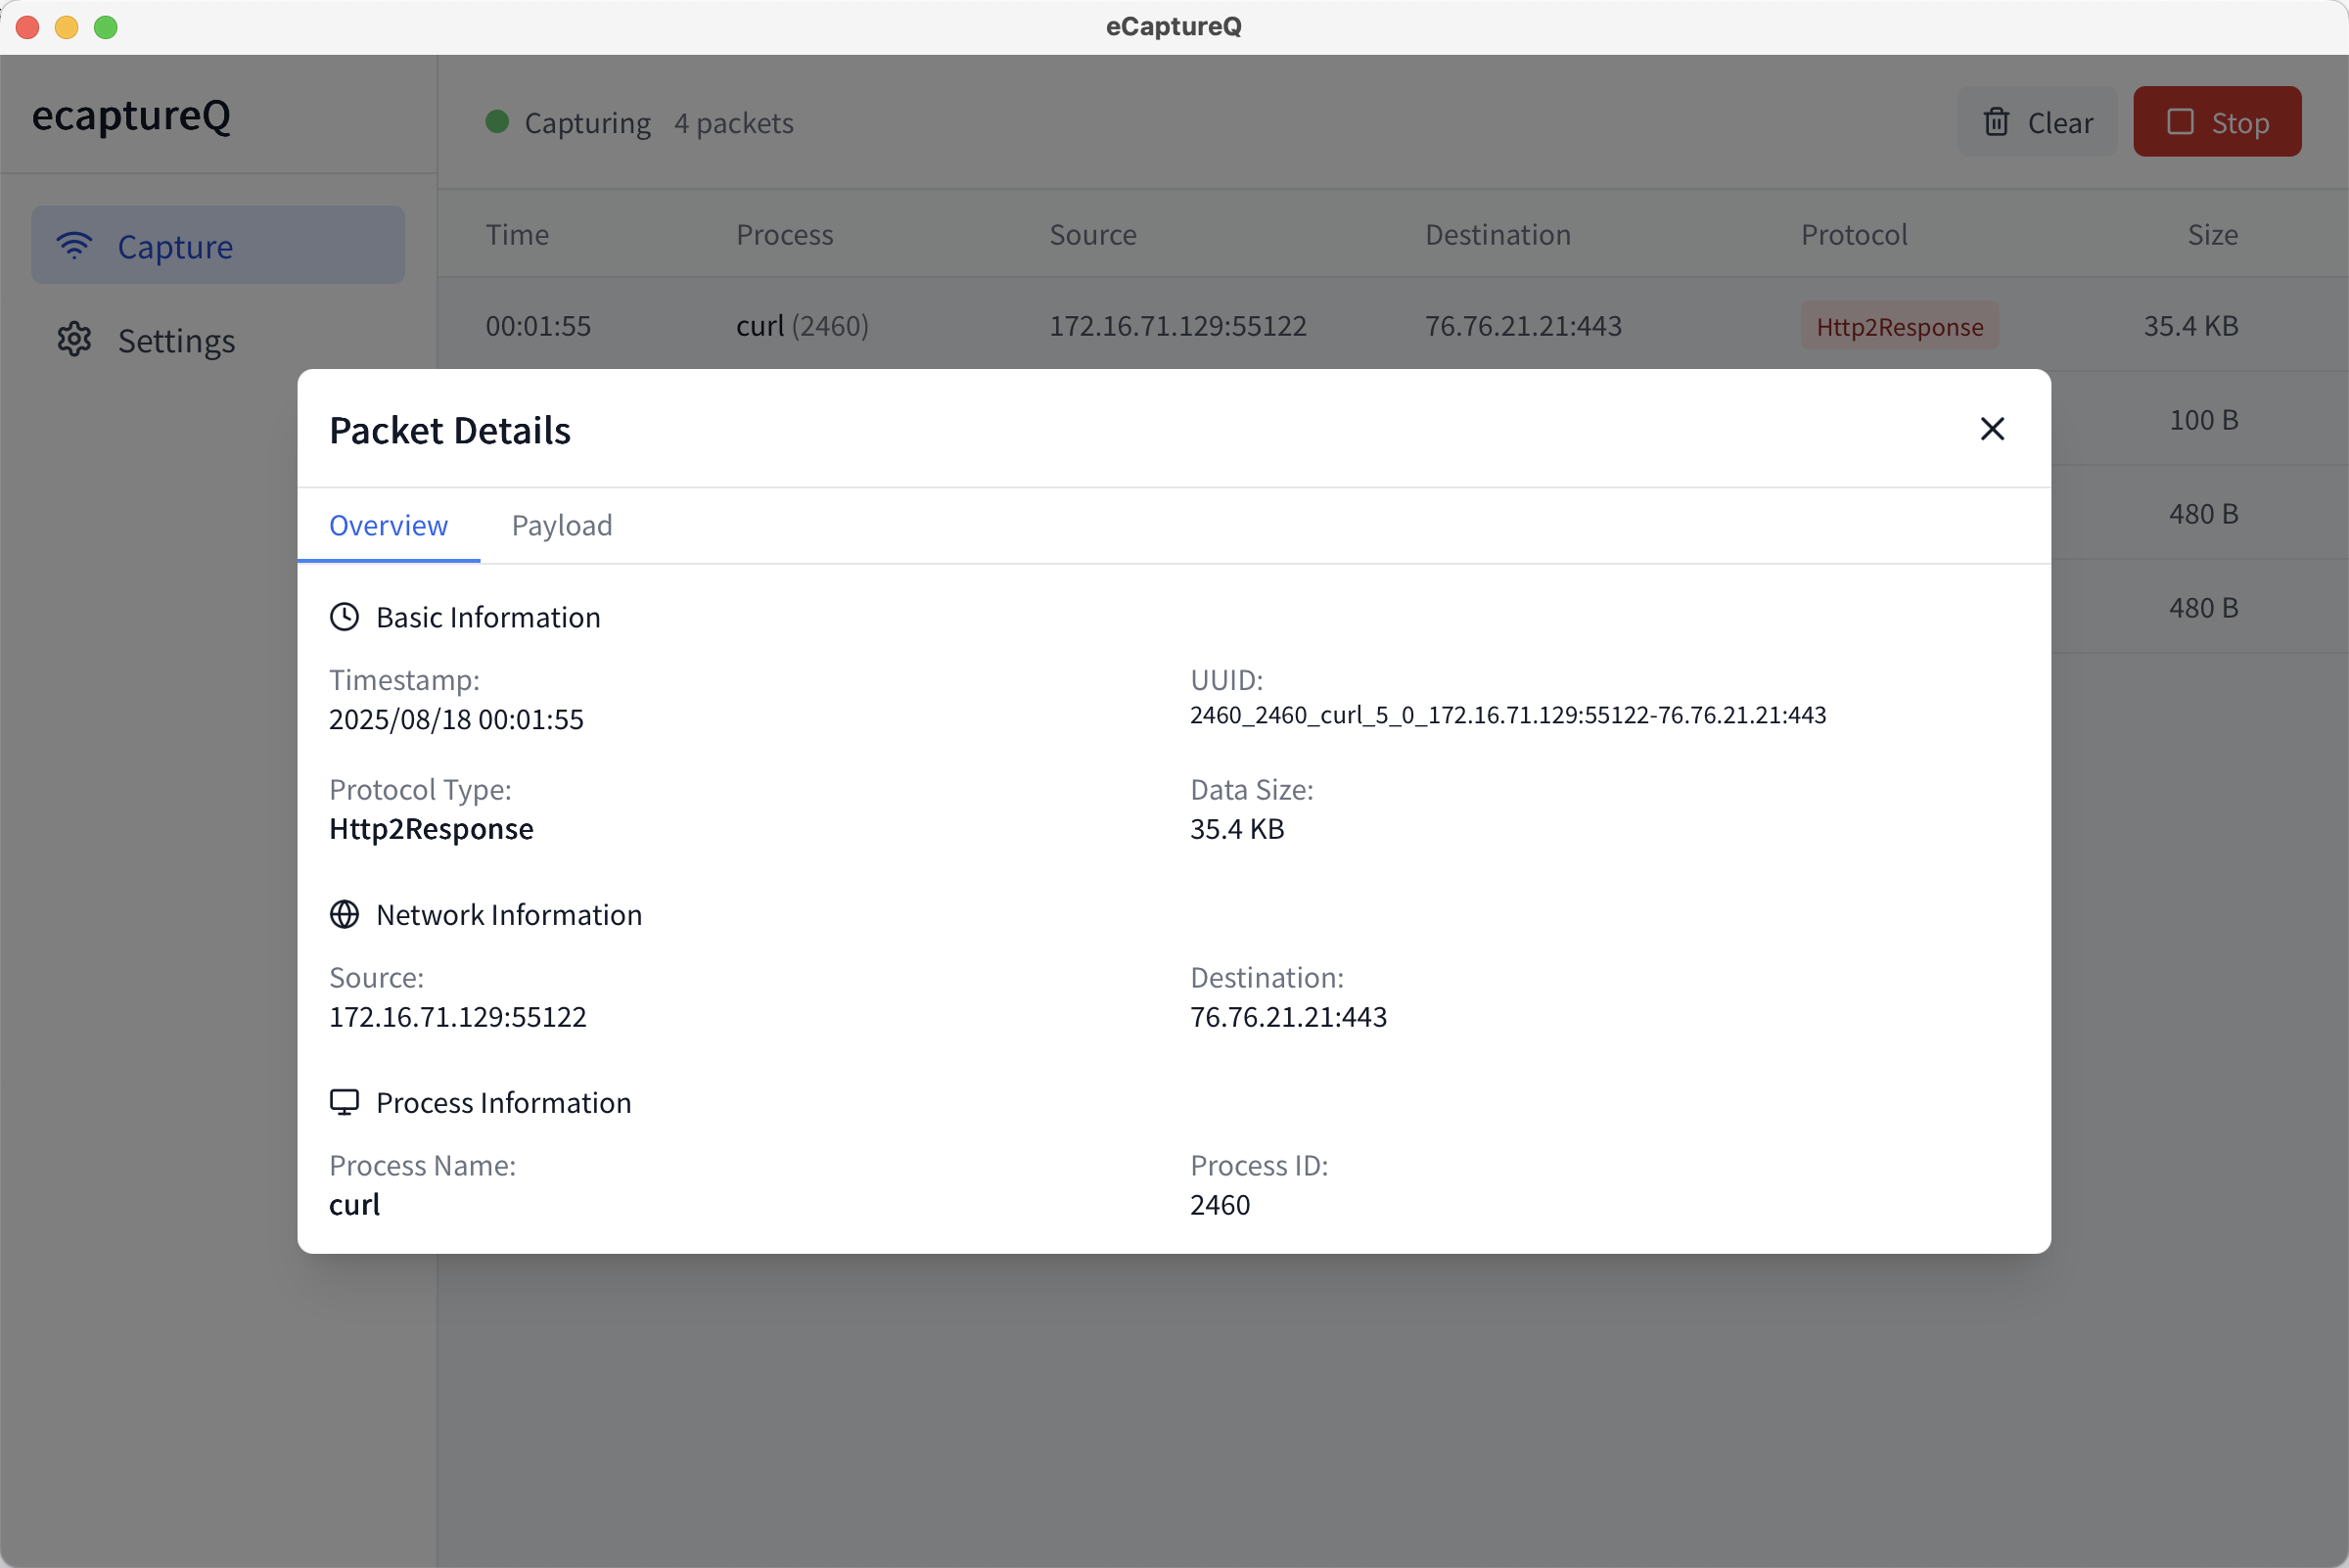 eCaptureQ
ecaptureQ
Capturing 4 packets
Clear
Stop
Capture
Settings
Time Process Source Destination Protocol Size
00:01:55 curl (2460) 172.16.71.129:55122 76.76.21.21:443 Http2Response 35.4 KB
100 B
480 B
480 B
Packet Details
Overview Payload
Basic Information
Timestamp: UUID:
2025/08/18 00:01:55 2460_2460_curl_5_0_172.16.71.129:55122-76.76.21.21:443
Protocol Type: Data Size:
Http2Response 35.4 KB
Network Information
Source: Destination:
172.16.71.129:55122 76.76.21.21:443
Process Information
Process Name: Process ID:
curl 2460